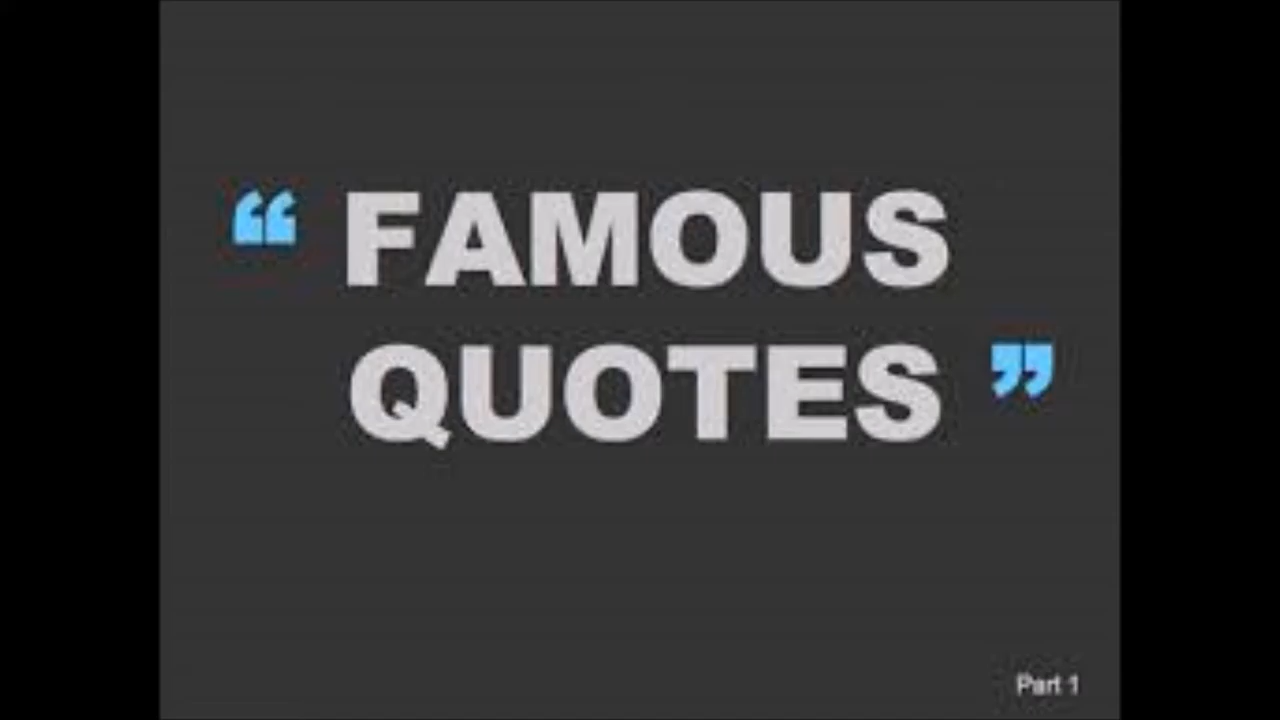 “ FAMOUS
QUOTES ”
Part 1